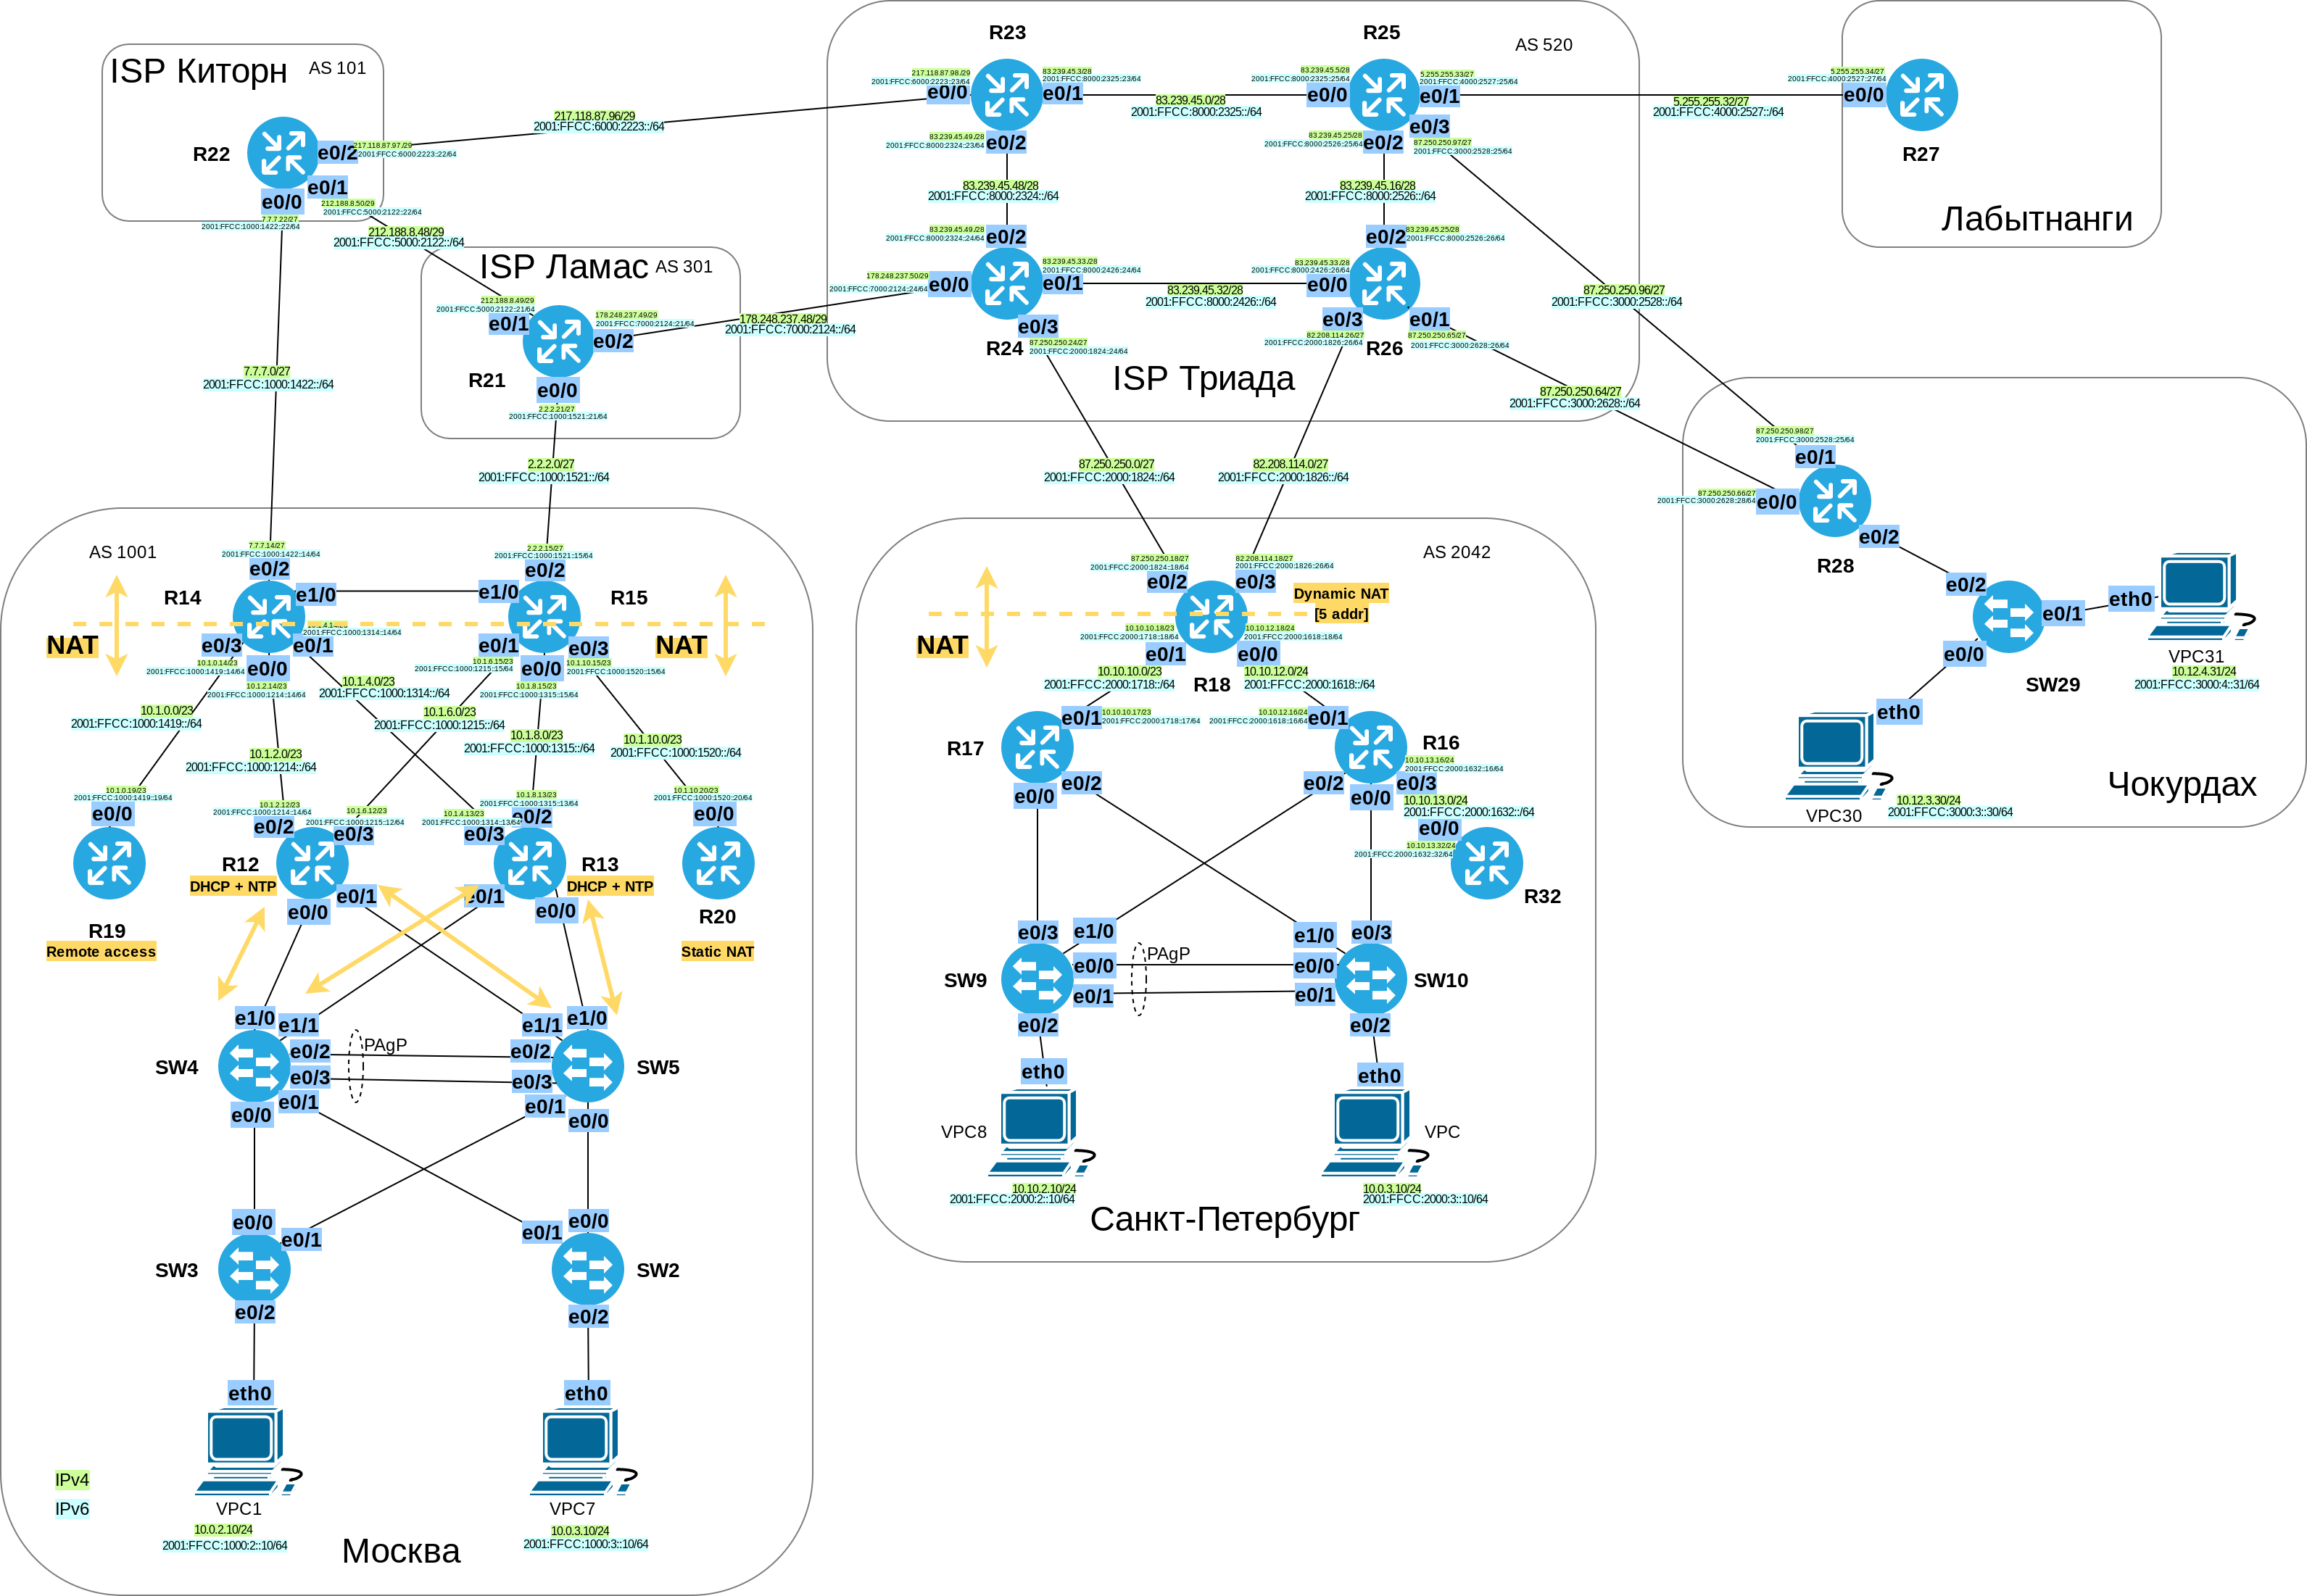 ISP Киторн
AS 101
R22
e0/2
217.118.87.97/29
2001:FFCC:6000:2223::22/64
e0/1
e0/0
212.188.8.50/29
2001:FFCC:5000:2122::22/64
7.7.7.22/27
2001:FFCC:1000:1422::22/64
217.118.87.96/29
2001:FFCC:6000:2223::/64
212.188.8.48/29
2001:FFCC:5000:2122::/64
7.7.7.0/27
2001:FFCC:1000:1422::/64
ISP Ламас
AS 301
212.188.8.49/29
2001:FFCC:5000:2122::21/64
e0/1
178.248.237.49/29
2001:FFCC:7000:2124::21/64
e0/2
R21
e0/0
2.2.2.21/27
2001:FFCC:1000:1521::21/64
178.248.237.48/29
2001:FFCC:7000:2124::/64
2.2.2.0/27
2001:FFCC:1000:1521::/64
R23
R25
AS 520
217.118.87.98./29
2001:FFCC:6000:2223::23/64
e0/0
83.239.45.3/28
2001:FFCC:8000:2325::23/64
e0/1
83.239.45.0/28
2001:FFCC:8000:2325::/64
83.239.45.5/28
2001:FFCC:8000:2325::25/64
e0/0
5.255.255.33/27
2001:FFCC:4000:2527::25/64
e0/1
83.239.45.49/28
2001:FFCC:8000:2324::23/64
e0/2
83.239.45.25/28
2001:FFCC:8000:2526::25/64
e0/2
e0/3
87.250.250.97/27
2001:FFCC:3000:2528::25/64
83.239.45.48/28
2001:FFCC:8000:2324::/64
83.239.45.16/28
2001:FFCC:8000:2526::/64
83.239.45.49/28
2001:FFCC:8000:2324::24/64
e0/2
e0/2
83.239.45.25/28
2001:FFCC:8000:2526::26/64
178.248.237.50/29
2001:FFCC:7000:2124::24/64
e0/0
83.239.45.33./28
2001:FFCC:8000:2426::24/64
e0/1
83.239.45.32/28
2001:FFCC:8000:2426::/64
83.239.45.33./28
2001:FFCC:8000:2426::26/64
e0/0
e0/3
R24
87.250.250.24/27
2001:FFCC:2000:1824::24/64
e0/3
82.208.114.26/27
2001:FFCC:2000:1826::26/64
R26
e0/1
87.250.250.65/27
2001:FFCC:3000:2628::26/64
ISP Триада
5.255.255.32/27
2001:FFCC:4000:2527::/64
5.255.255.34/27
2001:FFCC:4000:2527::27/64
e0/0
R27
Лабытнанги
87.250.250.96/27
2001:FFCC:3000:2528::/64
87.250.250.64/27
2001:FFCC:3000:2628::/64
87.250.250.0/27
2001:FFCC:2000:1824::/64
82.208.114.0/27
2001:FFCC:2000:1826::/64
87.250.250.98/27
2001:FFCC:3000:2528::25/64
e0/1
87.250.250.66/27
2001:FFCC:3000:2628::28/64
e0/0
e0/2
R28
e0/2
e0/1
eth0
e0/0
VPC31
10.12.4.31/24
2001:FFCC:3000:4::31/64
SW29
eth0
VPC30
10.12.3.30/24
2001:FFCC:3000:3::30/64
Чокурдах
AS 1001
7.7.7.14/27
2001:FFCC:1000:1422::14/64
e0/2
2.2.2.15/27
2001:FFCC:1000:1521::15/64
e0/2
R14
e1/0
e1/0
R15
NAT
NAT
10.1.4.14/23
2001:FFCC:1000:1314::14/64
e0/3
e0/1
e0/1
e0/3
10.1.0.14/23
2001:FFCC:1000:1419::14/64
e0/0
10.1.2.14/23
2001:FFCC:1000:1214::14/64
10.1.6.15/23
2001:FFCC:1000:1215::15/64
e0/0
10.1.8.15/23
2001:FFCC:1000:1315::15/64
10.1.10.15/23
2001:FFCC:1000:1520::15/64
10.1.0.0/23
2001:FFCC:1000:1419::/64
10.1.4.0/23
2001:FFCC:1000:1314::/64
10.1.6.0/23
2001:FFCC:1000:1215::/64
10.1.2.0/23
2001:FFCC:1000:1214::/64
10.1.8.0/23
2001:FFCC:1000:1315::/64
10.1.10.0/23
2001:FFCC:1000:1520::/64
10.1.0.19/23
2001:FFCC:1000:1419::19/64
e0/0
10.1.2.12/23
2001:FFCC:1000:1214::14/64
e0/2
10.1.6.12/23
2001:FFCC:1000:1215::12/64
e0/3
10.1.8.13/23
2001:FFCC:1000:1315::13/64
e0/2
10.1.4.13/23
2001:FFCC:1000:1314::13/64
e0/3
10.1.10.20/23
2001:FFCC:1000:1520::20/64
e0/0
R12
DHCP + NTP
R13
DHCP + NTP
R19
Remote access
R20
Static NAT
e0/1
e0/0
e0/1
e0/0
e1/0
e1/1
e1/1
e1/0
PAgP
e0/2
e0/3
e0/2
e0/3
SW4
SW5
e0/1
e0/0
e0/1
e0/0
e0/0
e0/1
e0/1
e0/0
SW3
SW2
e0/2
e0/2
eth0
eth0
VPC1
10.0.2.10/24
2001:FFCC:1000:2::10/64
VPC7
10.0.3.10/24
2001:FFCC:1000:3::10/64
IPv4
IPv6
Москва
AS 2042
87.250.250.18/27
2001:FFCC:2000:1824::18/64
e0/2
82.208.114.18/27
2001:FFCC:2000:1826::26/64
e0/3
Dynamic NAT
[5 addr]
NAT
10.10.10.18/23
2001:FFCC:2000:1718::18/64
e0/1
10.10.12.18/24
2001:FFCC:2000:1618::18/64
e0/0
10.10.10.0/23
2001:FFCC:2000:1718::/64
R18
10.10.12.0/24
2001:FFCC:2000:1618::/64
e0/1
10.10.10.17/23
2001:FFCC:2000:1718::17/64
10.10.12.16/24
2001:FFCC:2000:1618::16/64
e0/1
R17
R16
10.10.13.16/24
2001:FFCC:2000:1632::16/64
e0/2
e0/0
e0/2
e0/0
e0/3
10.10.13.0/24
2001:FFCC:2000:1632::/64
e0/0
10.10.13.32/24
2001:FFCC:2000:1632::32/64
R32
e0/3
e1/0
e1/0
e0/3
PAgP
e0/0
e0/0
e0/1
e0/1
SW9
SW10
e0/2
e0/2
eth0
eth0
VPC8
VPC
10.10.2.10/24
2001:FFCC:2000:2::10/64
10.0.3.10/24
2001:FFCC:2000:3::10/64
Санкт-Петербург